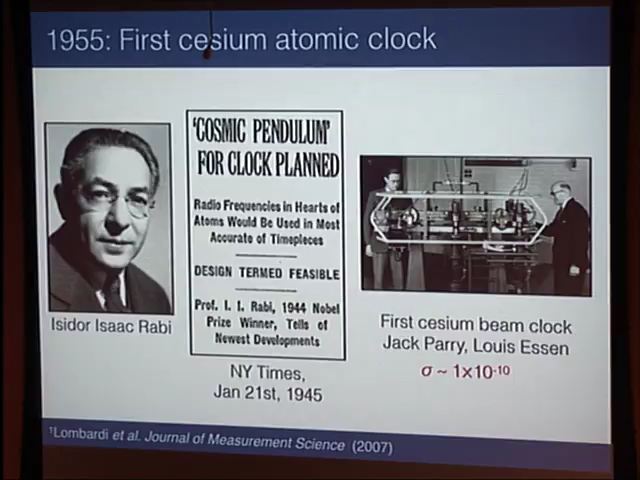 1955: First cesium atomic clock
'COSMIC PENDULUM'
FOR CLOCK PLANNED
Radio Frequencies in Hearts of
Atoms Would Be Used in Most
Accurate of Timepieces
DESIGN TERMED FEASIBLE
Prof. I. I. Rabi, 1944 Nobel
Prize Winner, Tells of
Newest Developments
Isidor Isaac Rabi
NY Times,
Jan 21st, 1945
First cesium beam clock
Jack Parry, Louis Essen
σ ~ 1x10⁻¹⁰
¹Lombardi et al. Journal of Measurement Science (2007)